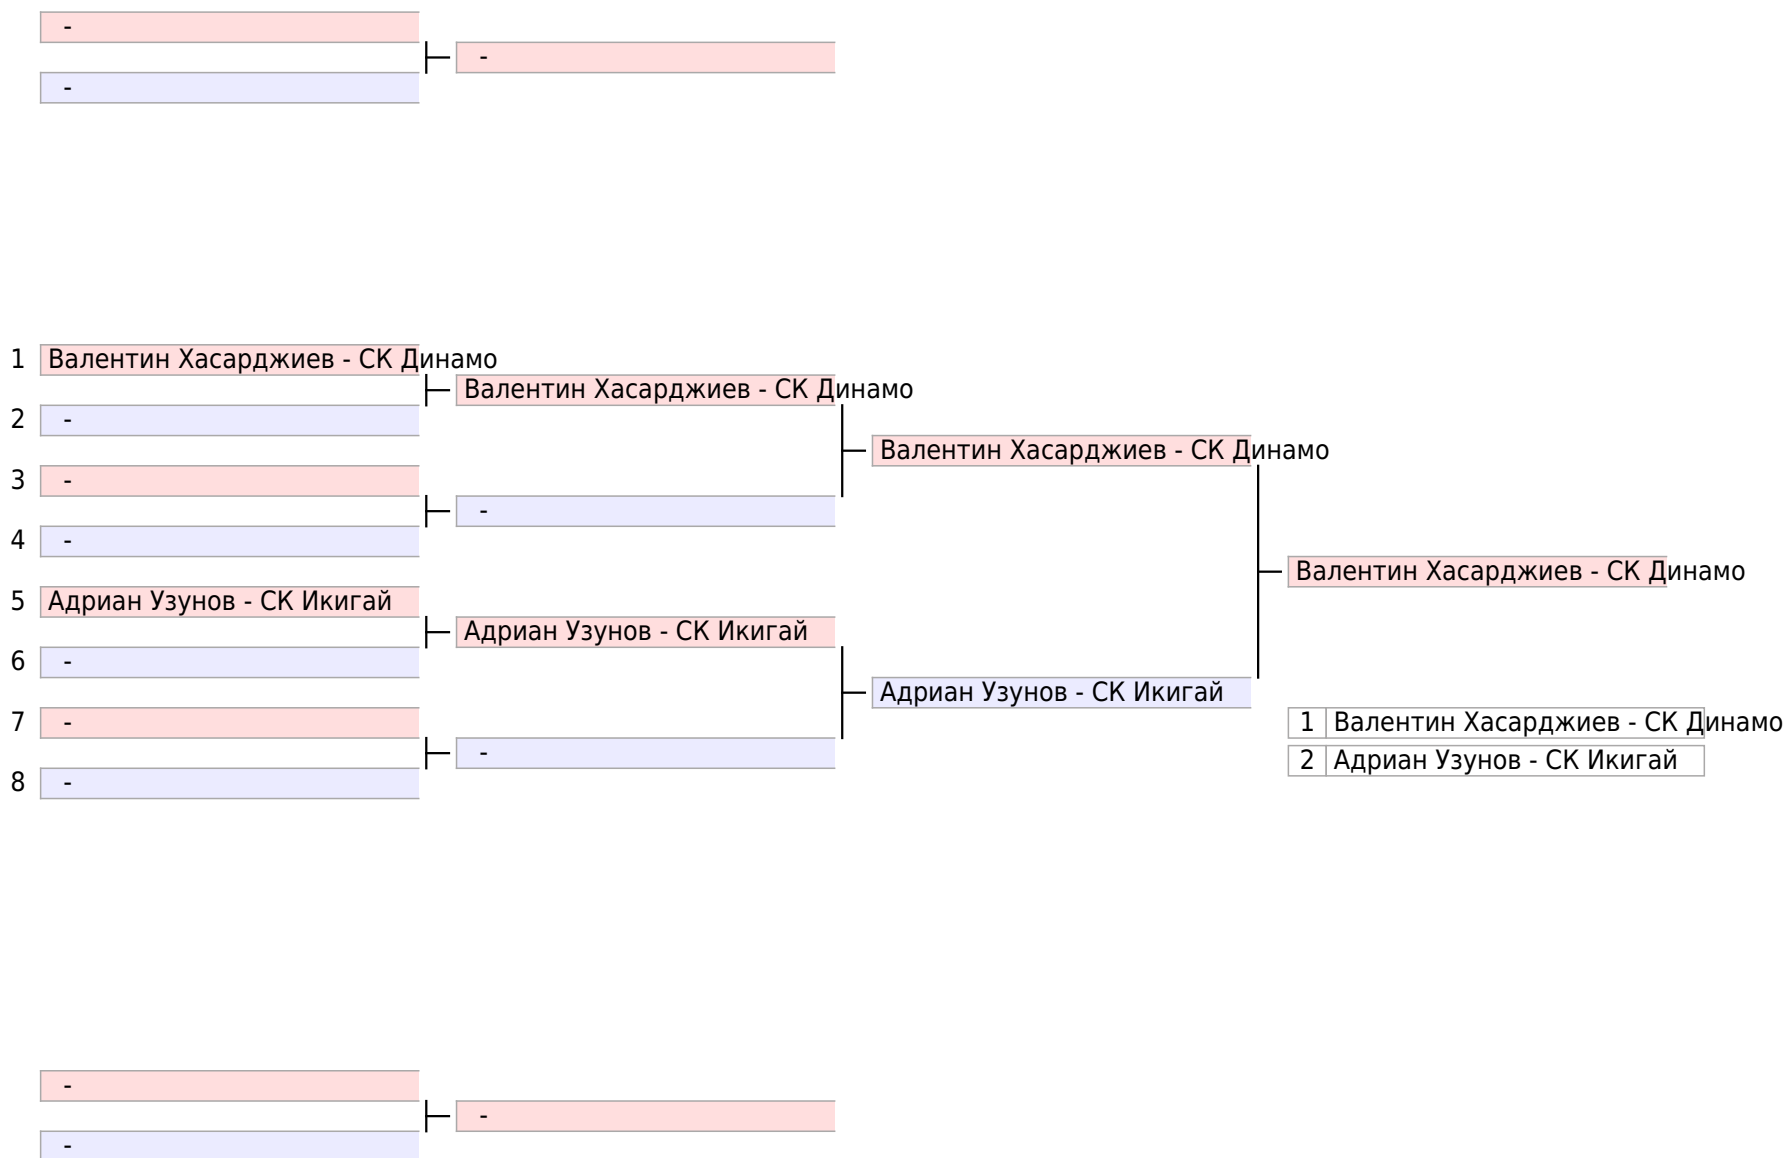 -
-
-
1 Валентин Хасарджиев - СК Динамо
Валентин Хасарджиев - СК Динамо
2 -
Валентин Хасарджиев - СК Динамо
3 -
-
4 -
Валентин Хасарджиев - СК Динамо
5 Адриан Узунов - СК Икигай
Адриан Узунов - СК Икигай
6 -
Адриан Узунов - СК Икигай
7 -
1 Валентин Хасарджиев - СК Динамо
-
2 Адриан Узунов - СК Икигай
8 -
-
-
-